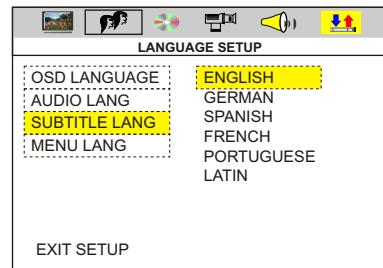 LANGUAGE SETUP
OSD LANGUAGE
AUDIO LANG
SUBTITLE LANG
MENU LANG
ENGLISH
GERMAN
SPANISH
FRENCH
PORTUGUESE
LATIN
EXIT SETUP